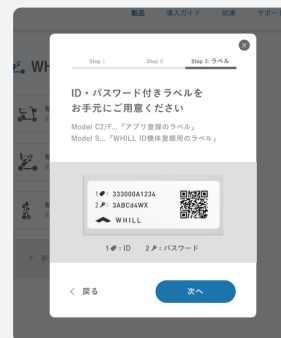 製品 導入ガイド 試乗 サポー
WH
Step 1 Step 2 Step 3: ラベル
ID・パスワード付きラベルを
お手元にご用意ください
Model C2/F...「アプリ登録のラベル」
Model S...「WHILL ID機体登録用のラベル」
1 : 333000A1234
2 : 3ABCd4WX
WHILL
1 : ID 2 : パスワード
戻る
次へ